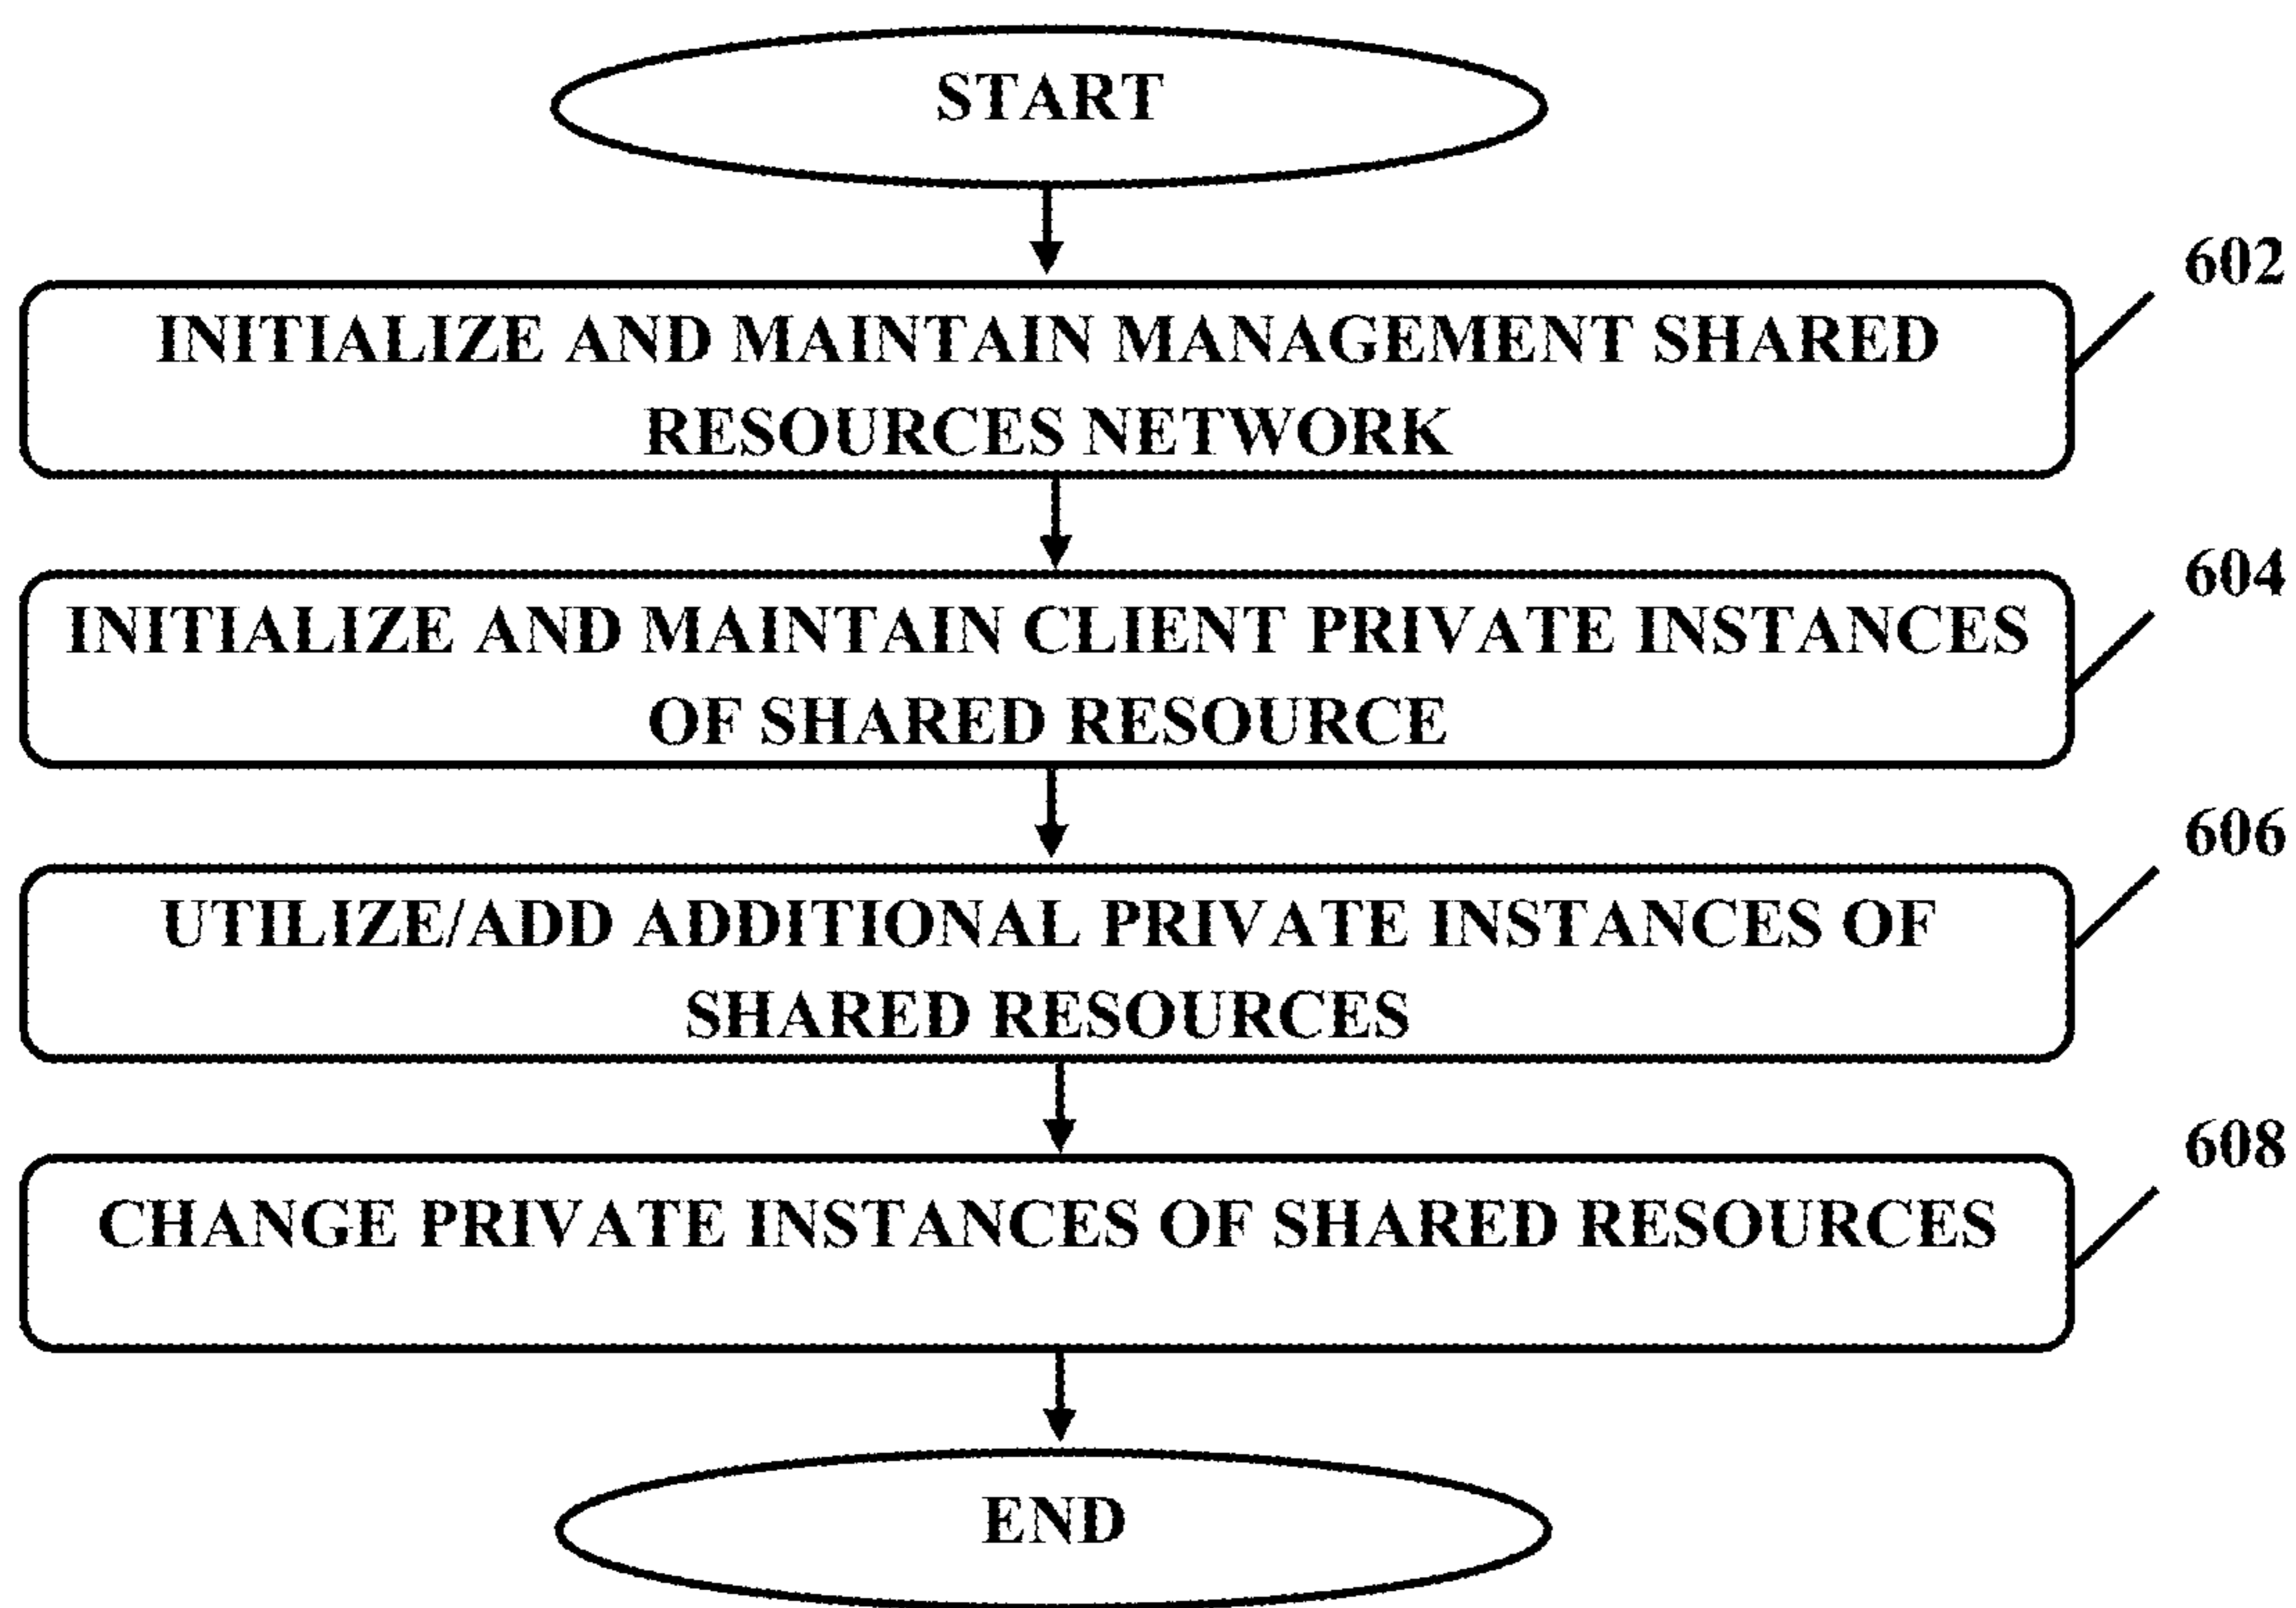 START
602
INITIALIZE AND MAINTAIN MANAGEMENT SHARED
RESOURCES NETWORK
604
INITIALIZE AND MAINTAIN CLIENT PRIVATE INSTANCES
OF SHARED RESOURCE
606
UTILIZE/ADD ADDITIONAL PRIVATE INSTANCES OF
SHARED RESOURCES
608
CHANGE PRIVATE INSTANCES OF SHARED RESOURCES
END